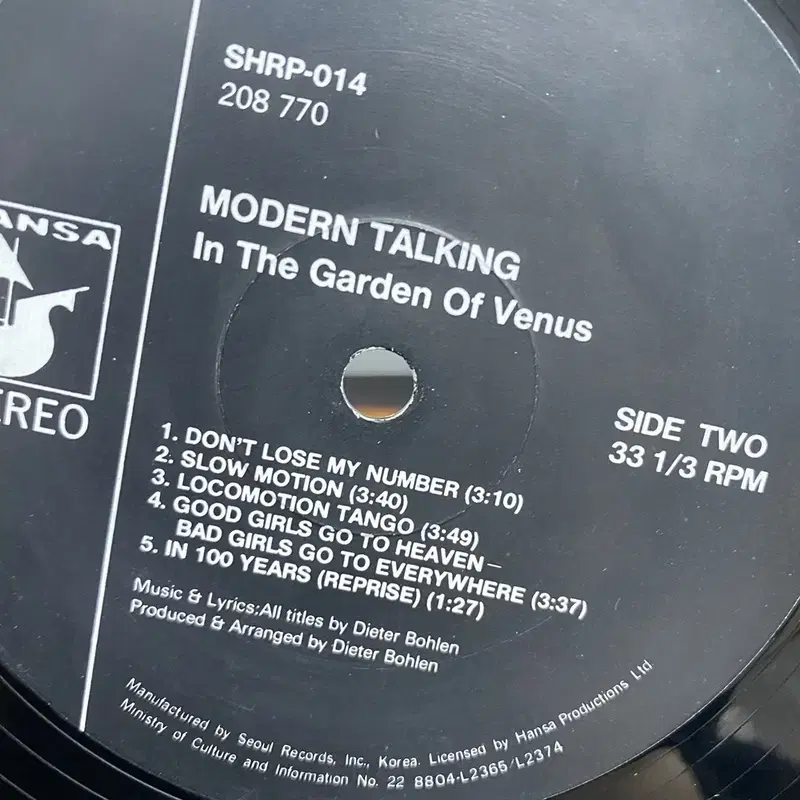 SHRP-014
208 770
MODERN TALKING
In The Garden Of Venus
ANSA
EREO
SIDE TWO
33 1/3 RPM
1. DON'T LOSE MY NUMBER (3:10)
2. SLOW MOTION (3:40)
3. LOCOMOTION TANGO (3:49)
4. GOOD GIRLS GO TO HEAVEN –
BAD GIRLS GO TO EVERYWHERE (3:37)
5. IN 100 YEARS (REPRISE) (1:27)
Music & Lyrics:All titles by Dieter Bohlen
Produced & Arranged by Dieter Bohlen
Manufactured by Seoul Records, Inc., Korea. Licensed by Hansa Productions Ltd
Ministry of Culture and Information No. 22 8804-L2365/L2374